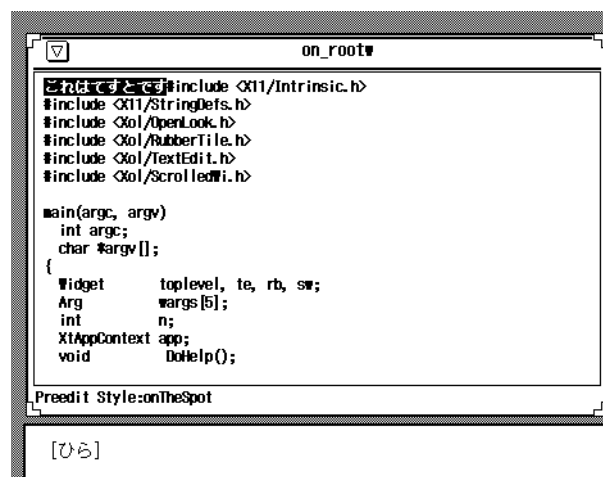 on_rootw
これはてすとです#include <X11/Intrinsic.h>
#include <X11/StringDefs.h>
#include <Xol/OpenLook.h>
#include <Xol/RubberTile.h>
#include <Xol/TextEdit.h>
#include <Xol/ScrolledWi.h>
main(argc, argv)
int argc;
char *argv[];
{
Widget toplevel, te, rb, sw;
Arg wargs[5];
int n;
XtAppContext app;
void DoHelp();
Preedit Style:onTheSpot
[ひら]